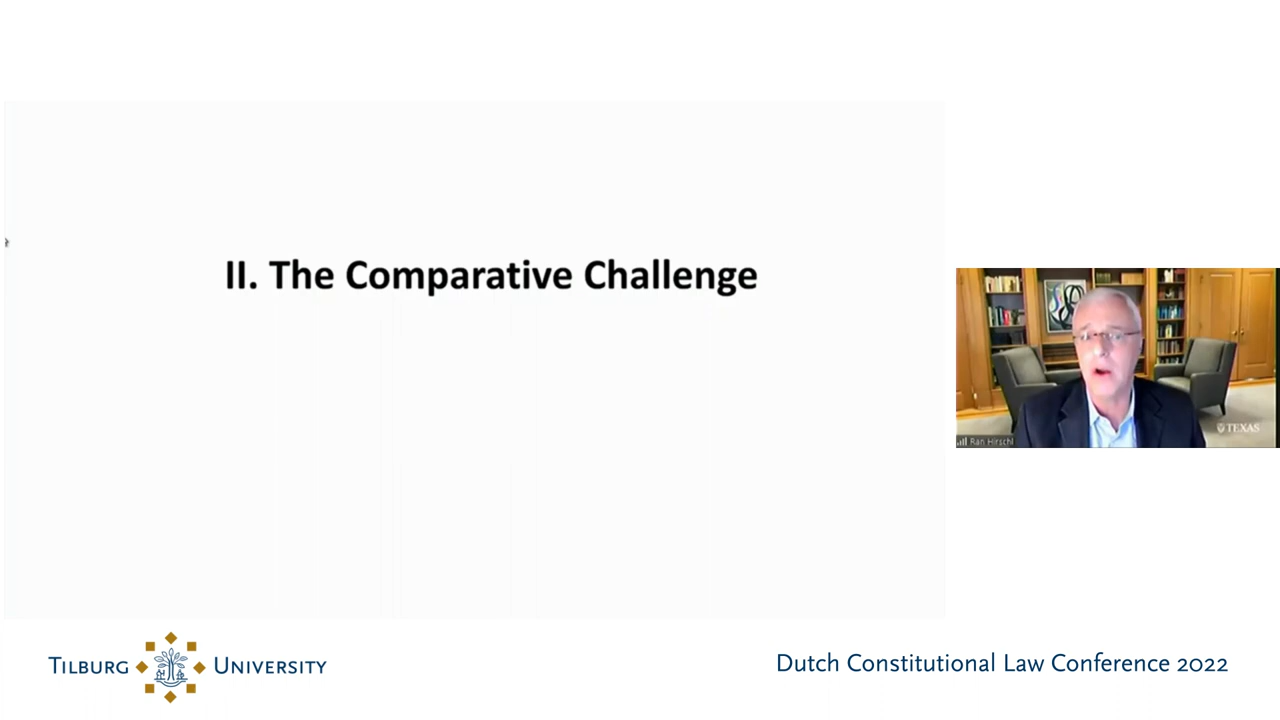 II. The Comparative Challenge
TEXAS
Ran Hirschl
TILBURG UNIVERSITY
Dutch Constitutional Law Conference 2022